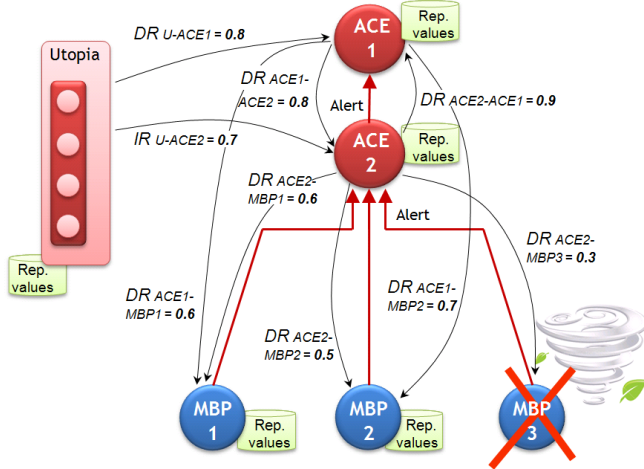 ACE
1
Rep.
values
DR U-ACE1 = 0.8
Utopia
DR ACE1-
ACE2 = 0.8
DR ACE2-ACE1 = 0.9
Alert
IR U-ACE2 = 0.7
ACE
2
Rep.
values
DR ACE2-
MBP1 = 0.6
Alert
DR ACE2-
MBP3 = 0.3
Rep.
values
DR ACE1-
MBP1 = 0.6
DR ACE1-
MBP2 = 0.7
DR ACE2-
MBP2 = 0.5
MBP
1
Rep.
values
MBP
2
Rep.
values
MBP
3